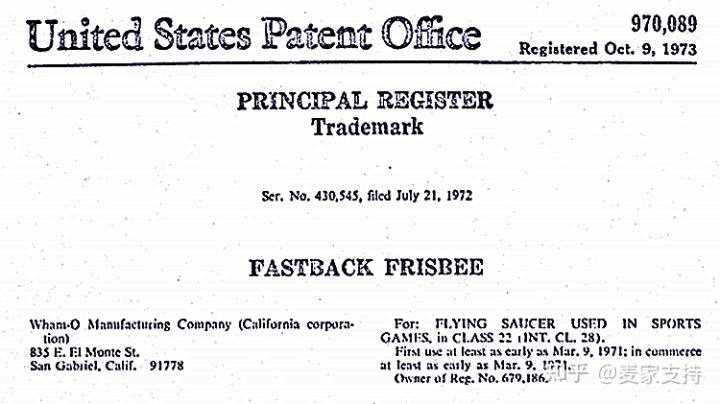 United States Patent Office
970,089
Registered Oct. 9, 1973
PRINCIPAL REGISTER
Trademark
Ser. No. 430,545, filed July 21, 1972
FASTBACK FRISBEE
Wham-O Manufacturing Company (California corpora-
tion)
835 E. El Monte St.
San Gabriel, Calif. 91778
For: FLYING SAUCER USED IN SPORTS
GAMES, in CLASS 22 (INT. CL. 28).
First use at least as early as Mar. 9, 1971; in commerce
at least as early as Mar. 9, 1971.
Owner of Reg. No. 679,186.
知乎 @麦家支持